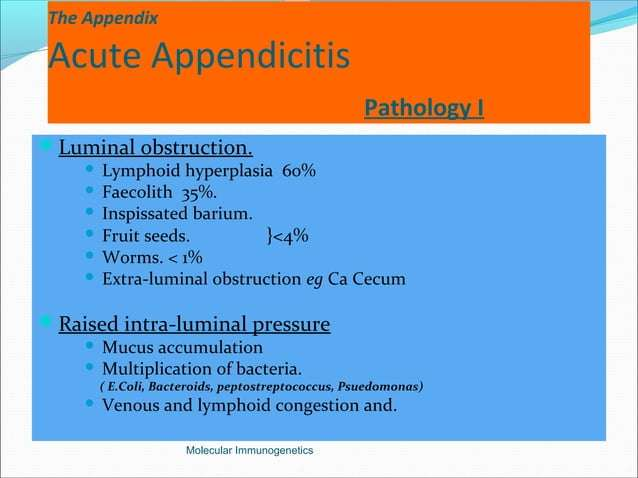 The Appendix
Acute Appendicitis
Pathology I
Luminal obstruction.
Lymphoid hyperplasia 60%
Faecolith 35%.
Inspissated barium.
Fruit seeds. }<4%
Worms. < 1%
Extra-luminal obstruction eg Ca Cecum
Raised intra-luminal pressure
Mucus accumulation
Multiplication of bacteria.
( E.Coli, Bacteroids, peptostreptococcus, Psuedomonas)
Venous and lymphoid congestion and.
Molecular Immunogenetics